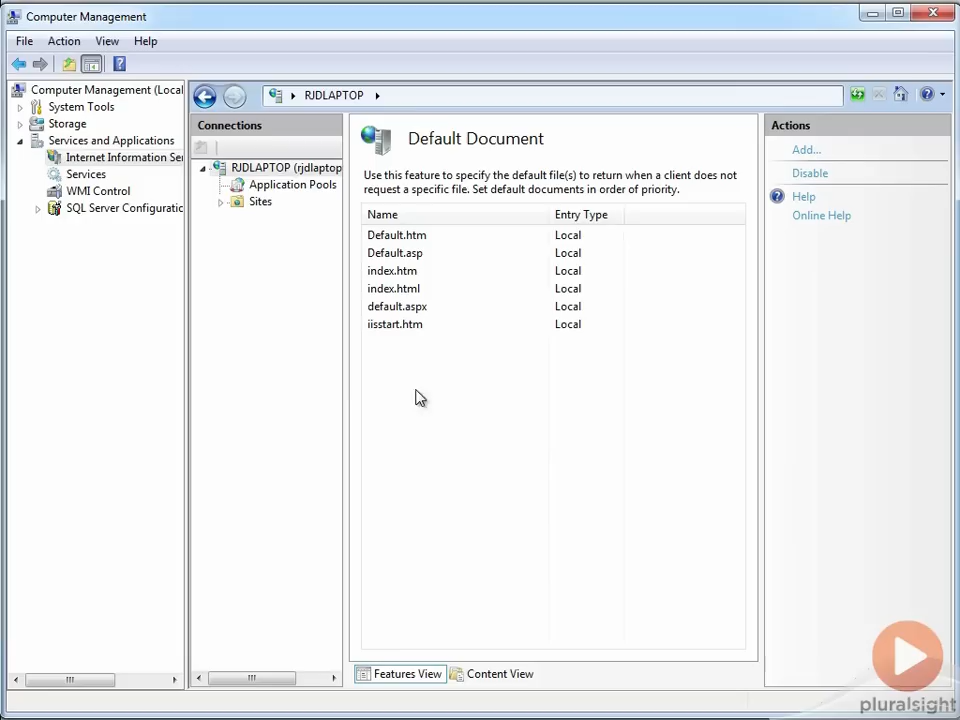 Computer Management
File Action View Help
Computer Management (Local
System Tools
Storage
Services and Applications
Internet Information Ser
Services
WMI Control
SQL Server Configuratic
RJDLAPTOP
Connections
RJDLAPTOP (rjdlaptop
Application Pools
Sites
Default Document
Use this feature to specify the default file(s) to return when a client does not
request a specific file. Set default documents in order of priority.
Name Entry Type
Default.htm Local
Default.asp Local
index.htm Local
index.html Local
default.aspx Local
iisstart.htm Local
Features View Content View
Actions
Add...
Disable
Help
Online Help
pluralsight